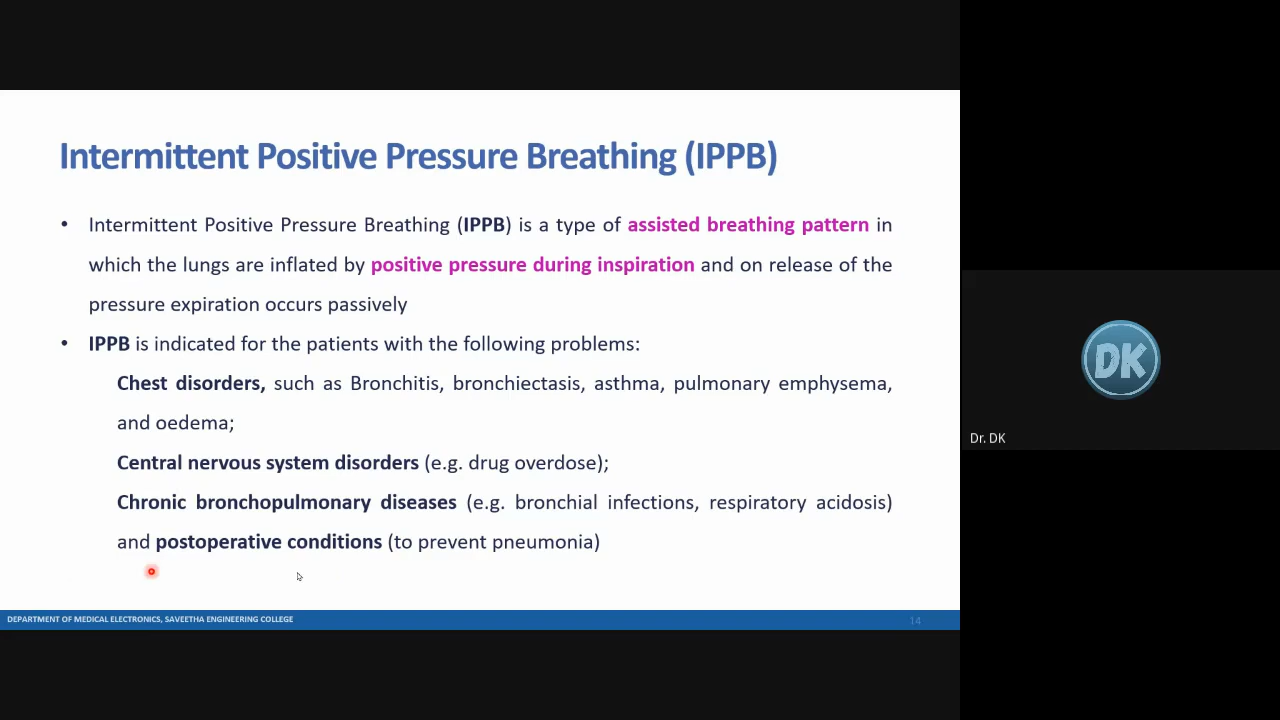 Intermittent Positive Pressure Breathing (IPPB)
• Intermittent Positive Pressure Breathing (IPPB) is a type of assisted breathing pattern in
which the lungs are inflated by positive pressure during inspiration and on release of the
pressure expiration occurs passively
• IPPB is indicated for the patients with the following problems:
Chest disorders, such as Bronchitis, bronchiectasis, asthma, pulmonary emphysema,
and oedema;
Central nervous system disorders (e.g. drug overdose);
Chronic bronchopulmonary diseases (e.g. bronchial infections, respiratory acidosis)
and postoperative conditions (to prevent pneumonia)
DEPARTMENT OF MEDICAL ELECTRONICS, SAVEETHA ENGINEERING COLLEGE
14
DK
Dr. DK